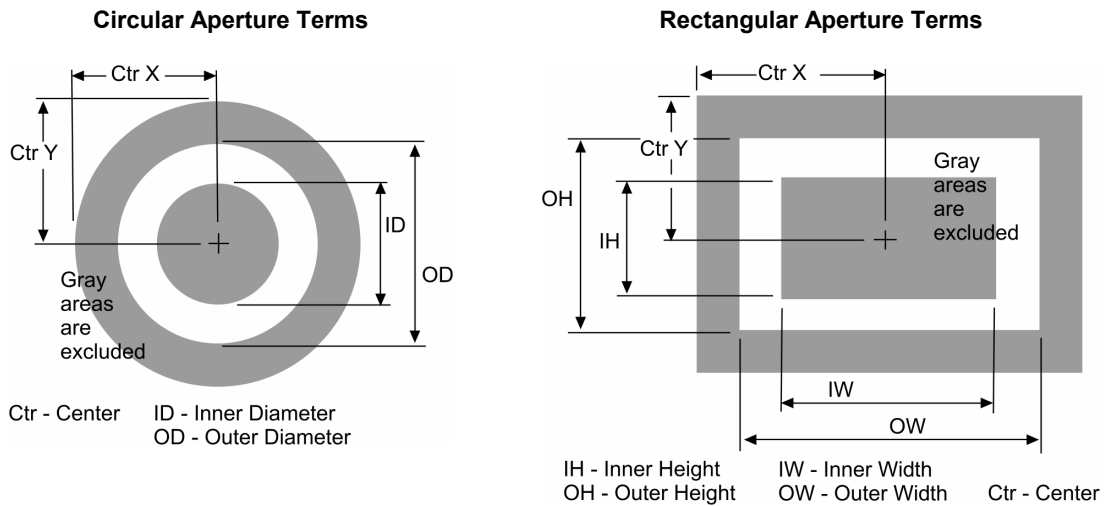 Circular Aperture Terms
Ctr X
Ctr Y
ID
OD
Gray
areas
are
excluded
Ctr - Center ID - Inner Diameter
OD - Outer Diameter
Rectangular Aperture Terms
Ctr X
Ctr Y
Gray
areas
are
excluded
OH
IH
IW
OW
IH - Inner Height IW - Inner Width
OH - Outer Height OW - Outer Width Ctr - Center